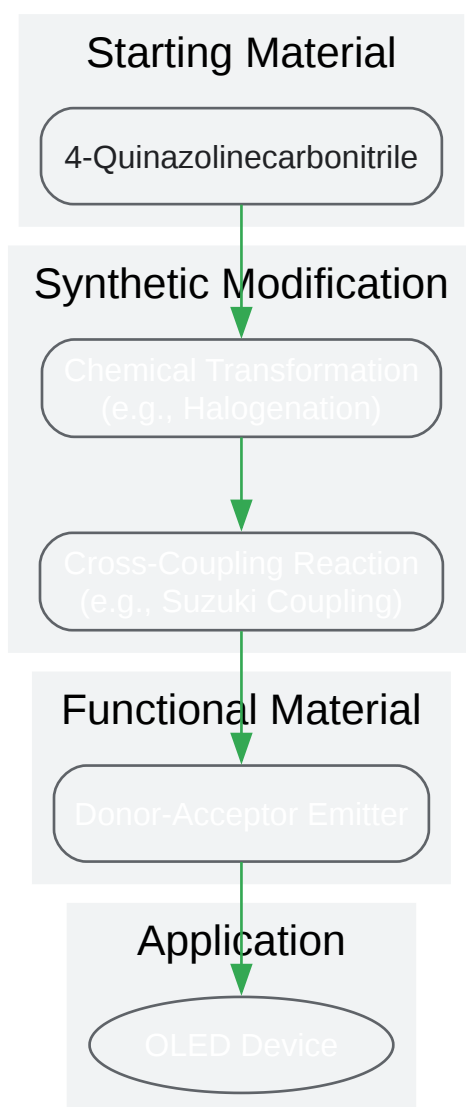 Starting Material
4-Quinazolinecarbonitrile
Synthetic Modification
Chemical Transformation
(e.g., Halogenation)
Cross-Coupling Reaction
(e.g., Suzuki Coupling)
Functional Material
Donor-Acceptor Emitter
Application
OLED Device